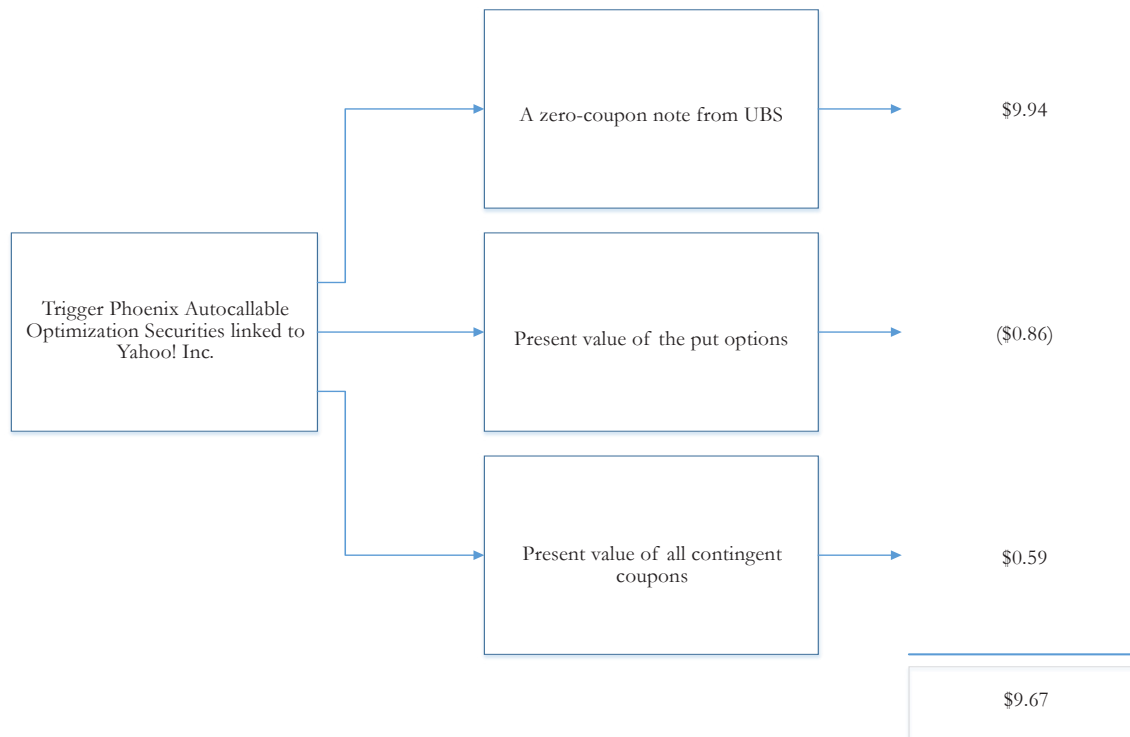 A zero-coupon note from UBS
$9.94
Trigger Phoenix Autocallable
Optimization Securities linked to
Yahoo! Inc.
Present value of the put options
($0.86)
Present value of all contingent
coupons
$0.59
$9.67